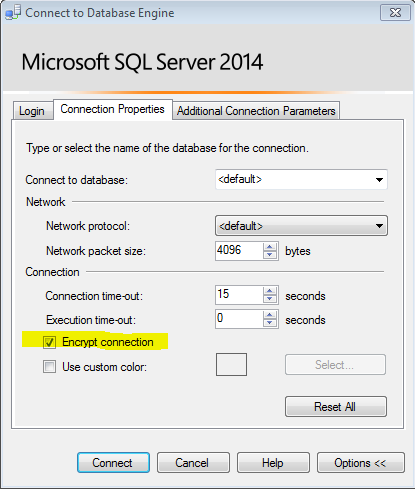 Connect to Database Engine
Microsoft SQL Server 2014
Login Connection Properties Additional Connection Parameters
Type or select the name of the database for the connection.
Connect to database: <default>
Network
Network protocol: <default>
Network packet size: 4096 bytes
Connection
Connection time-out: 15 seconds
Execution time-out: 0 seconds
Encrypt connection
Use custom color: Select...
Reset All
Connect Cancel Help Options <<